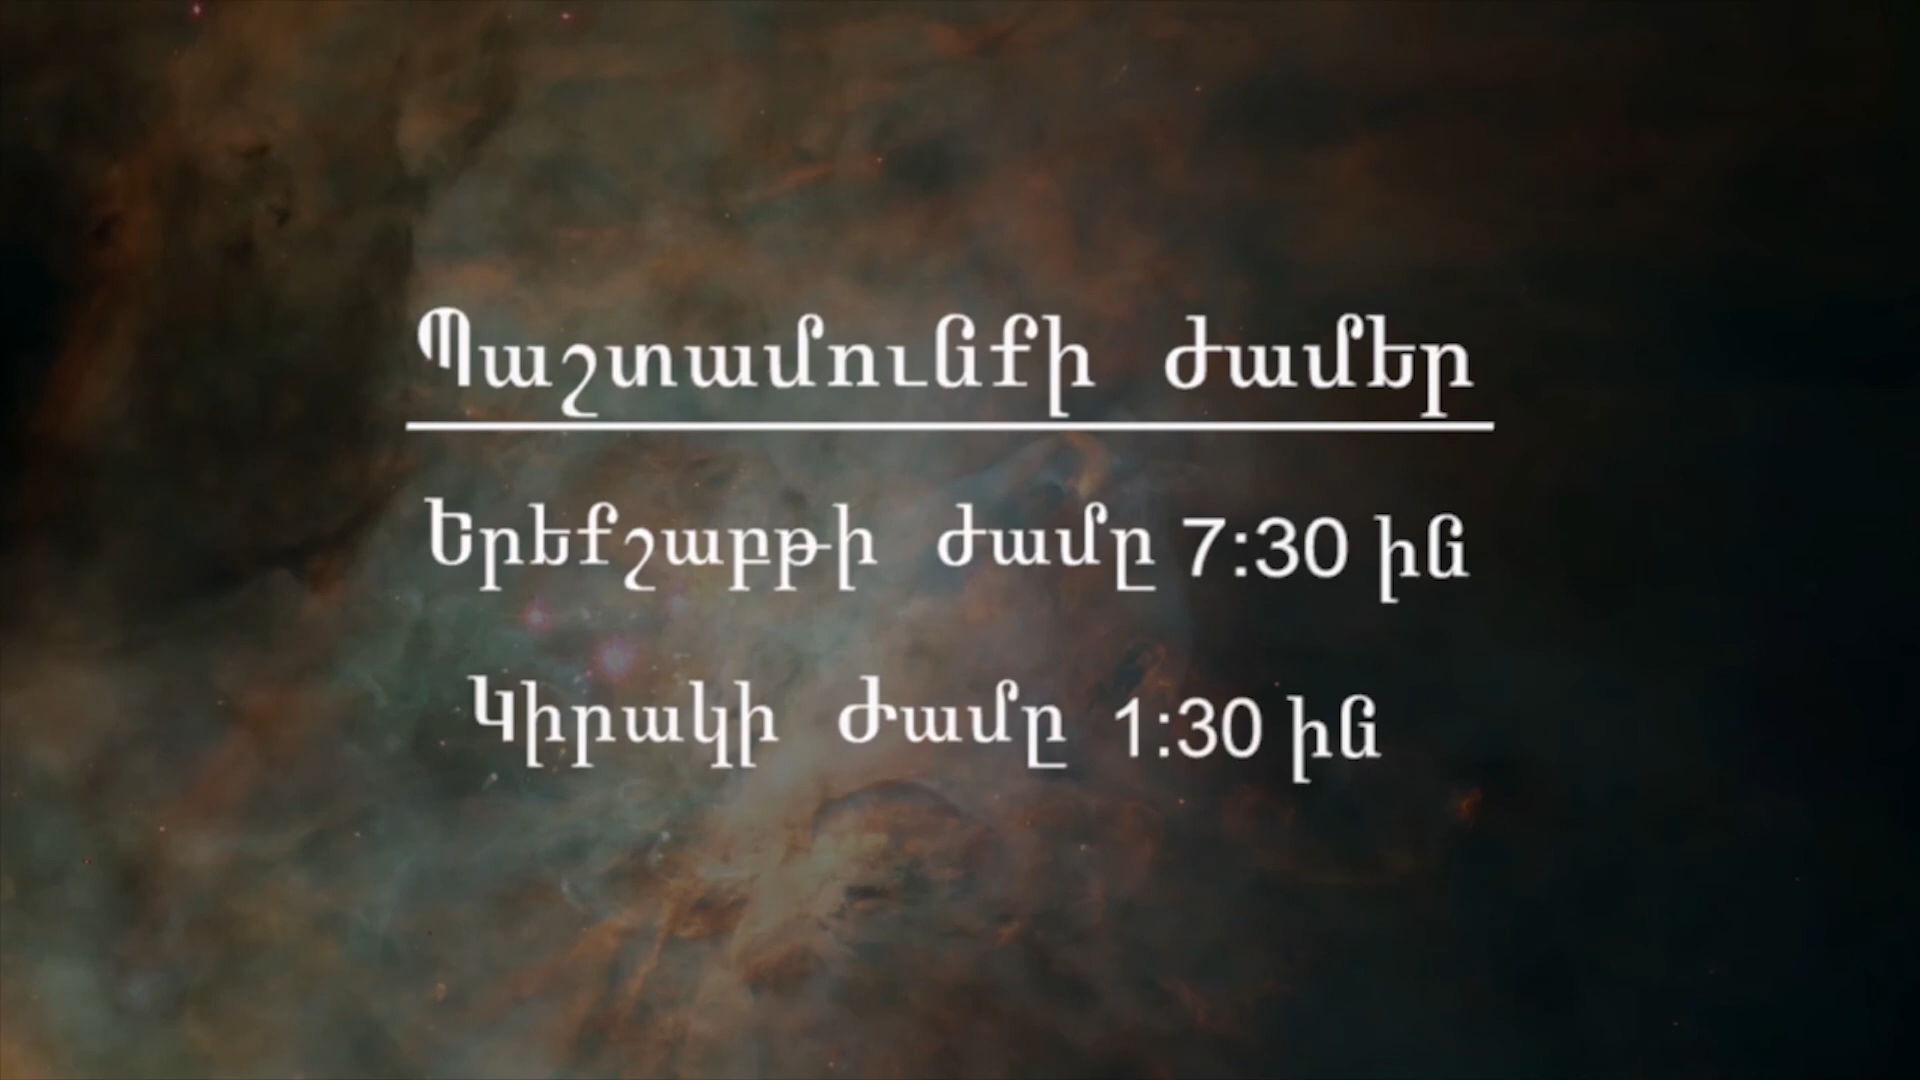 Պաշտամունքի ժամեր
Երեքշաբթի ժամը 7:30 ին
Կիրակի Ժամը 1:30 ին